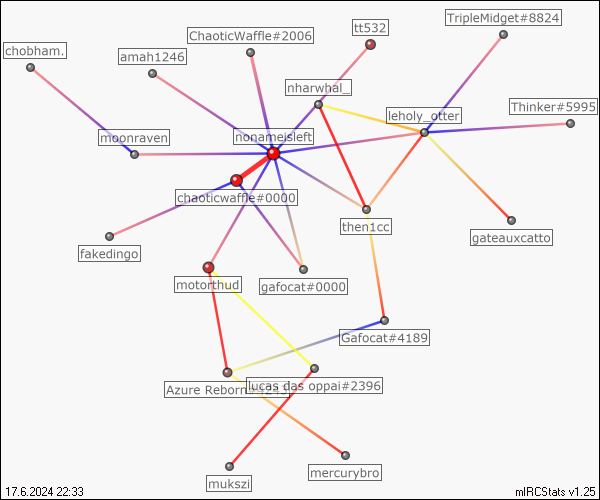 TripleMidget#8824
tt532
ChaoticWaffle#2006
chobham.
amah1246
nharwhal_
Thinker#5995
leholy_otter
nonameisleft
moonraven
chaoticwaffle#0000
then1cc
gateauxcatto
fakedingo
motorthud
gafocat#0000
Gafocat#4189
Azure Reborn
lucas das oppai#2396
mercurybro
mukszi
17.6.2024 22:33
mIRCStats v1.25